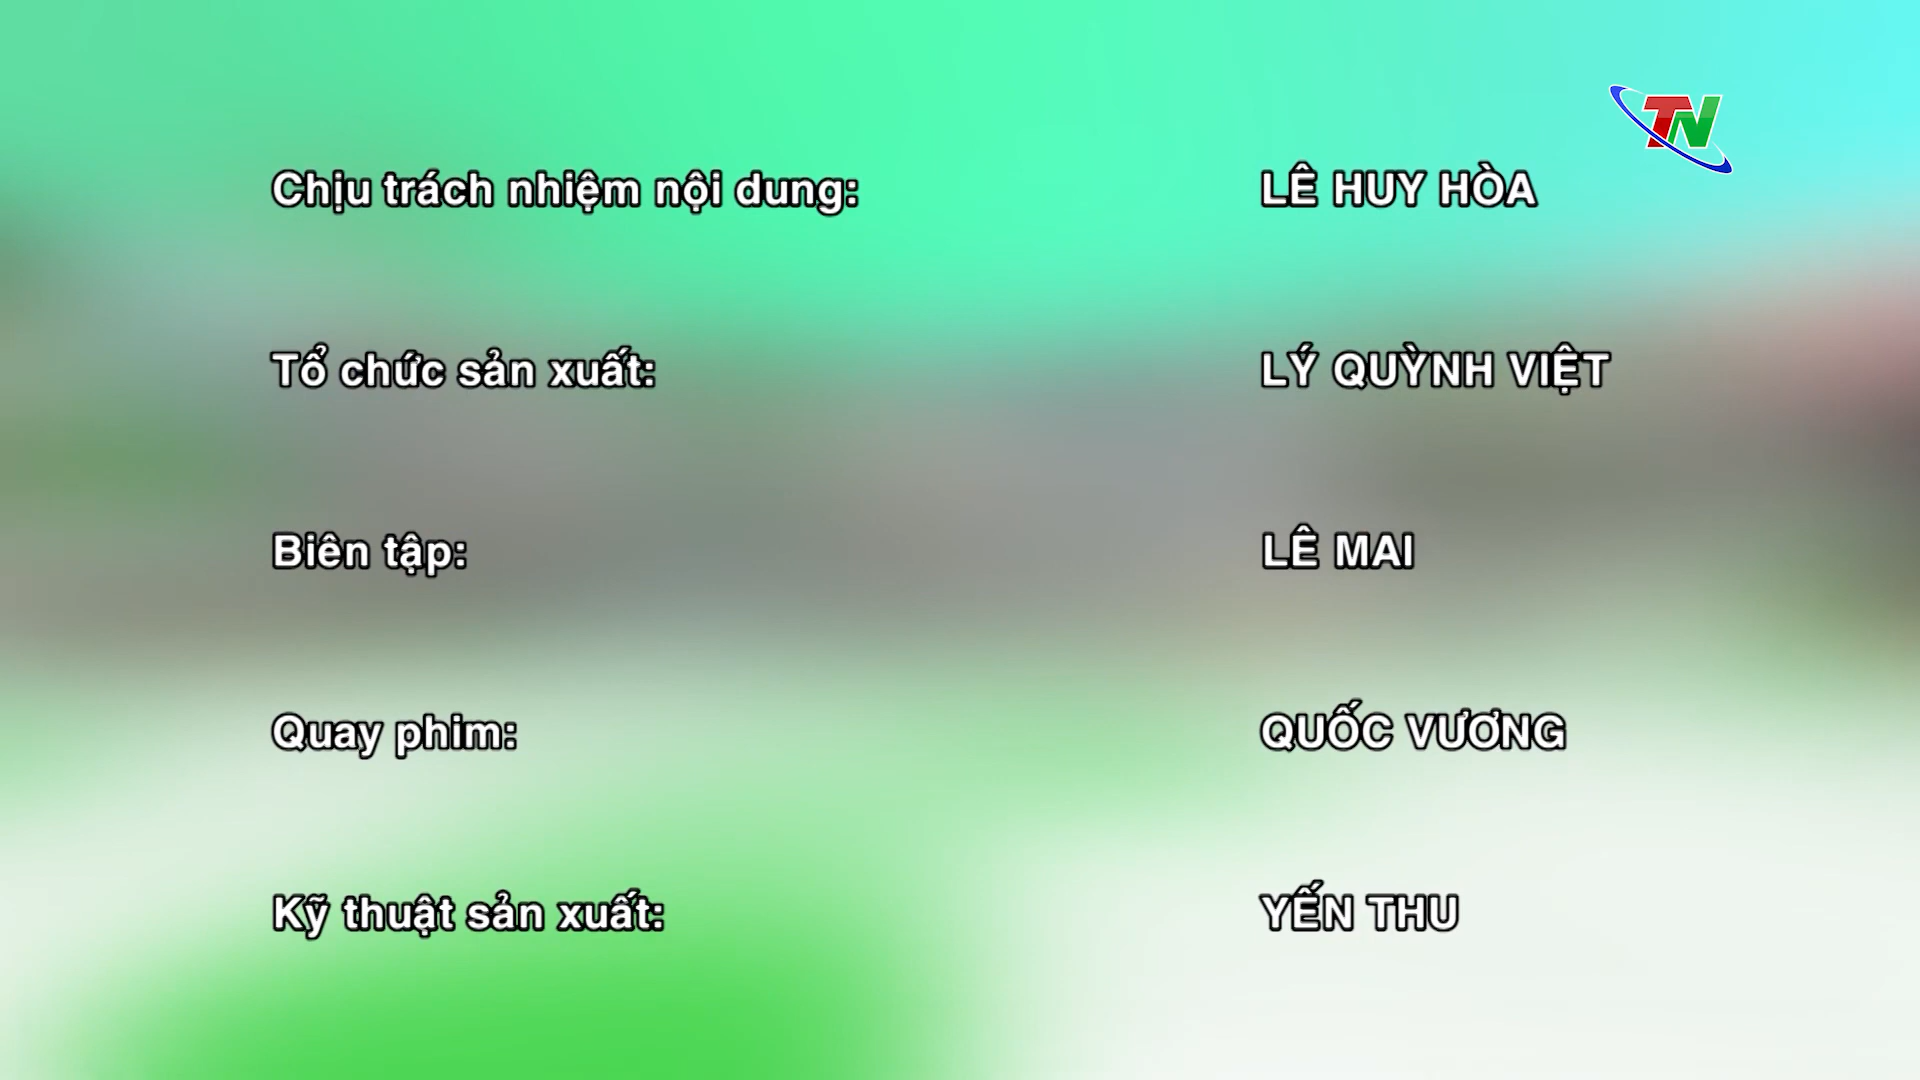 TN
Chịu trách nhiệm nội dung: LÊ HUY HÒA
Tổ chức sản xuất: LÝ QUỲNH VIỆT
Biên tập: LÊ MAI
Quay phim: QUỐC VƯƠNG
Kỹ thuật sản xuất: YẾN THU